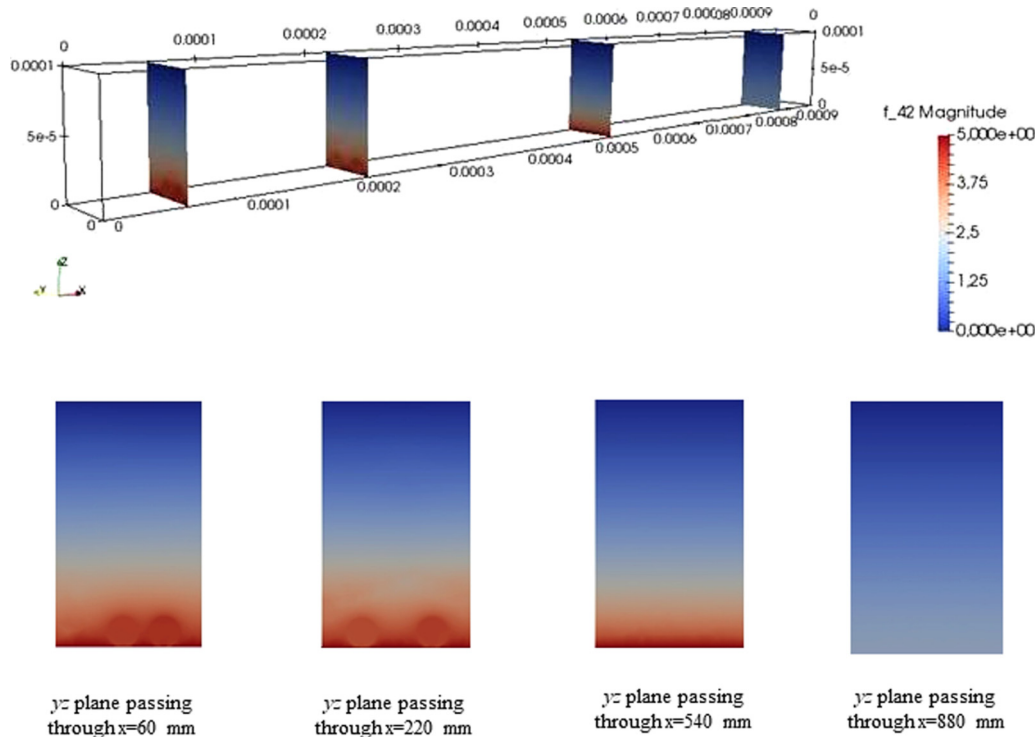 0 0.0001 0.0002 0.0003 0.0004 0.0005 0.0006 0.0007 0.0008 0.0009 0
0.0001 0.0001
5e-5 5e-5
0 0
0 0 0.0001 0.0002 0.0003 0.0004 0.0005 0.0006 0.0007 0.0008 0.0009
f_42 Magnitude
5.000e+00
3.75
2.5
1.25
0.000e+00
Z
Y X
yz plane passing yz plane passing yz plane passing yz plane passing
through x=60 mm through x=220 mm through x=540 mm through x=880 mm